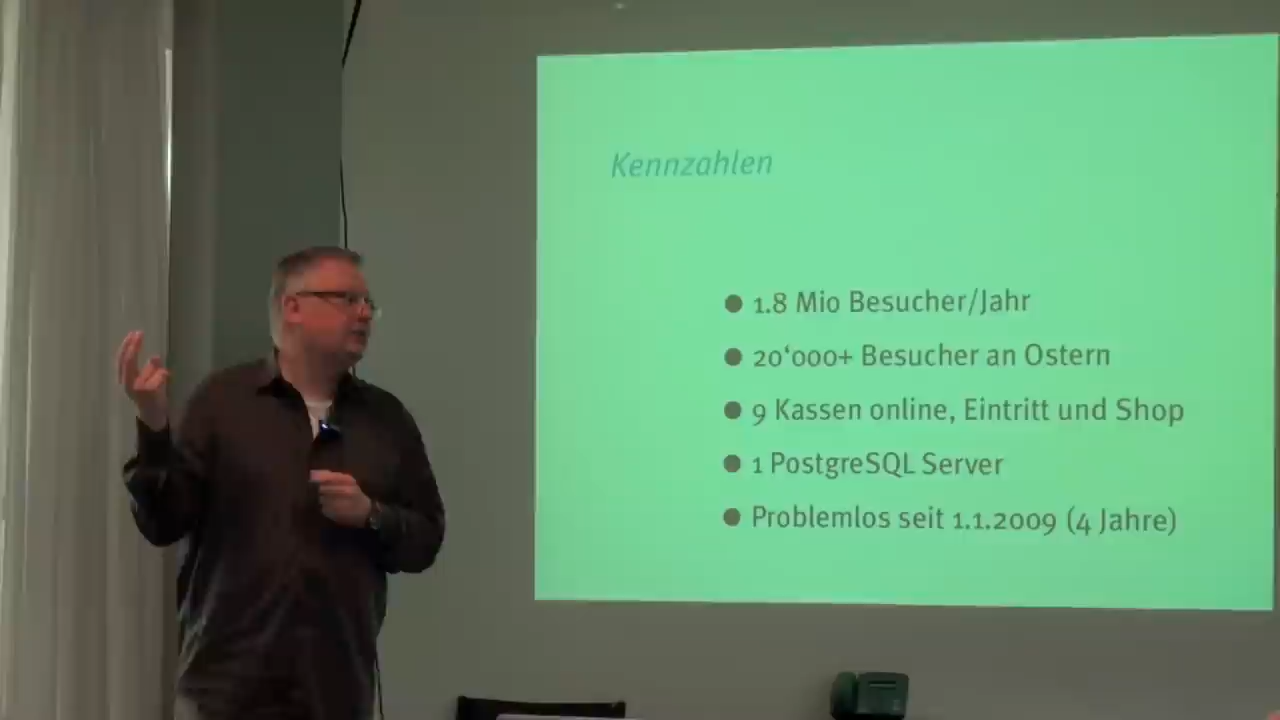 Kennzahlen
1.8 Mio Besucher/Jahr
20‘000+ Besucher an Ostern
9 Kassen online, Eintritt und Shop
1 PostgreSQL Server
Problemlos seit 1.1.2009 (4 Jahre)